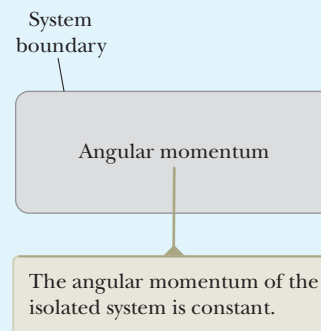 System
boundary
Angular momentum
The angular momentum of the
isolated system is constant.